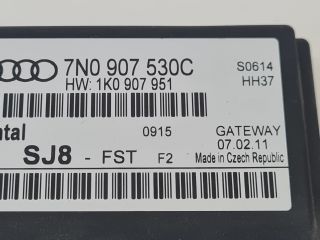 7N0 907 530C
HW: 1K0 907 951
S0614
HH37
ntal
0915
GATEWAY
07.02.11
SJ8 - FST F2
Made in Czech Republic